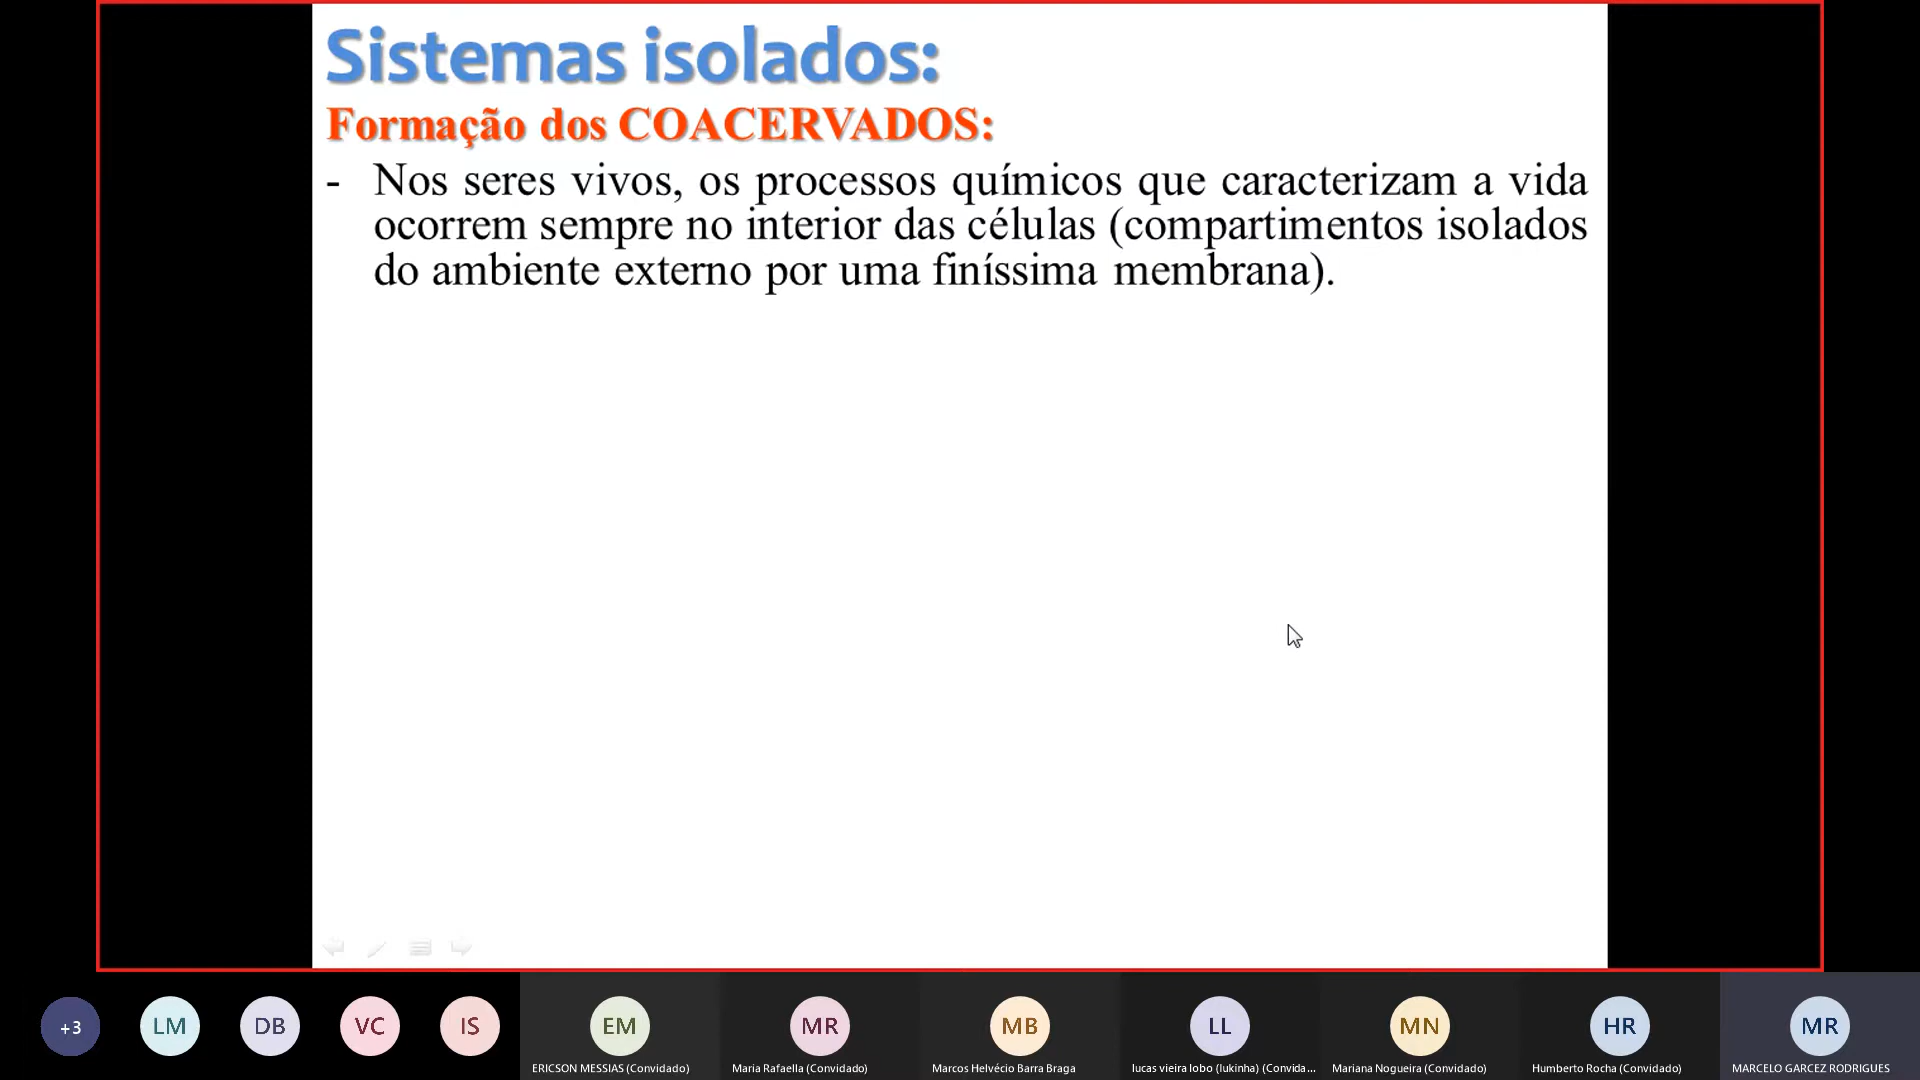 Sistemas isolados:
Formação dos COACERVADOS:
- Nos seres vivos, os processos químicos que caracterizam a vida
ocorrem sempre no interior das células (compartimentos isolados
do ambiente externo por uma finíssima membrana).
+3
LM
DB
VC
IS
EM
MR
MB
LL
MN
HR
MR
ERICSON MESSIAS (Convidado)
Maria Rafaella (Convidado)
Marcos Helvécio Barra Braga
lucas vieira lobo (lukinha) (Convida...
Mariana Nogueira (Convidado)
Humberto Rocha (Convidado)
MARCELO GARCEZ RODRIGUES